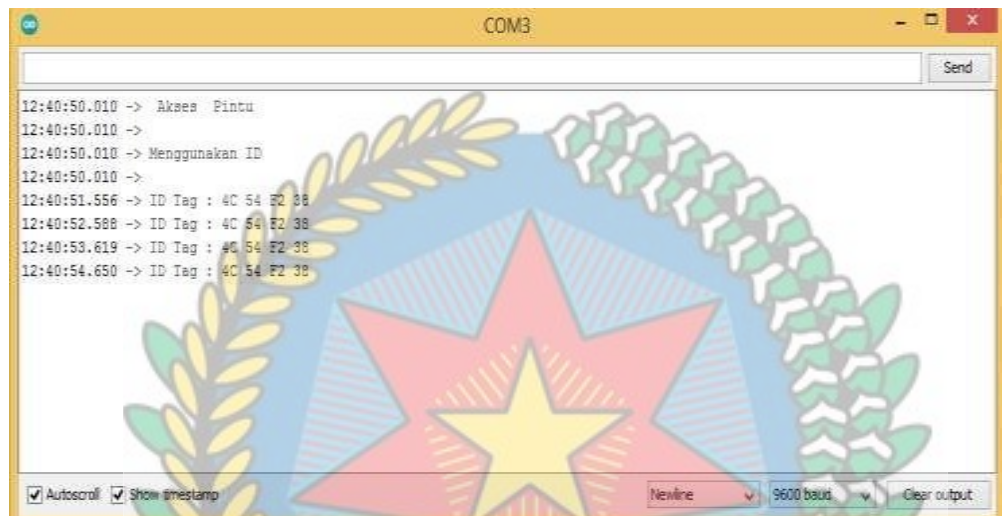 COM3
Send
12:40:50.010 -> Akses Pintu
12:40:50.010 ->
12:40:50.010 -> Menggunakan ID
12:40:50.010 ->
12:40:51.556 -> ID Tag : 4C 54 F2 38
12:40:52.588 -> ID Tag : 4C 54 F2 38
12:40:53.619 -> ID Tag : 4C 54 F2 38
12:40:54.650 -> ID Tag : 4C 54 F2 38
Autoscroll Show timestamp Newline 9600 baud Clear output